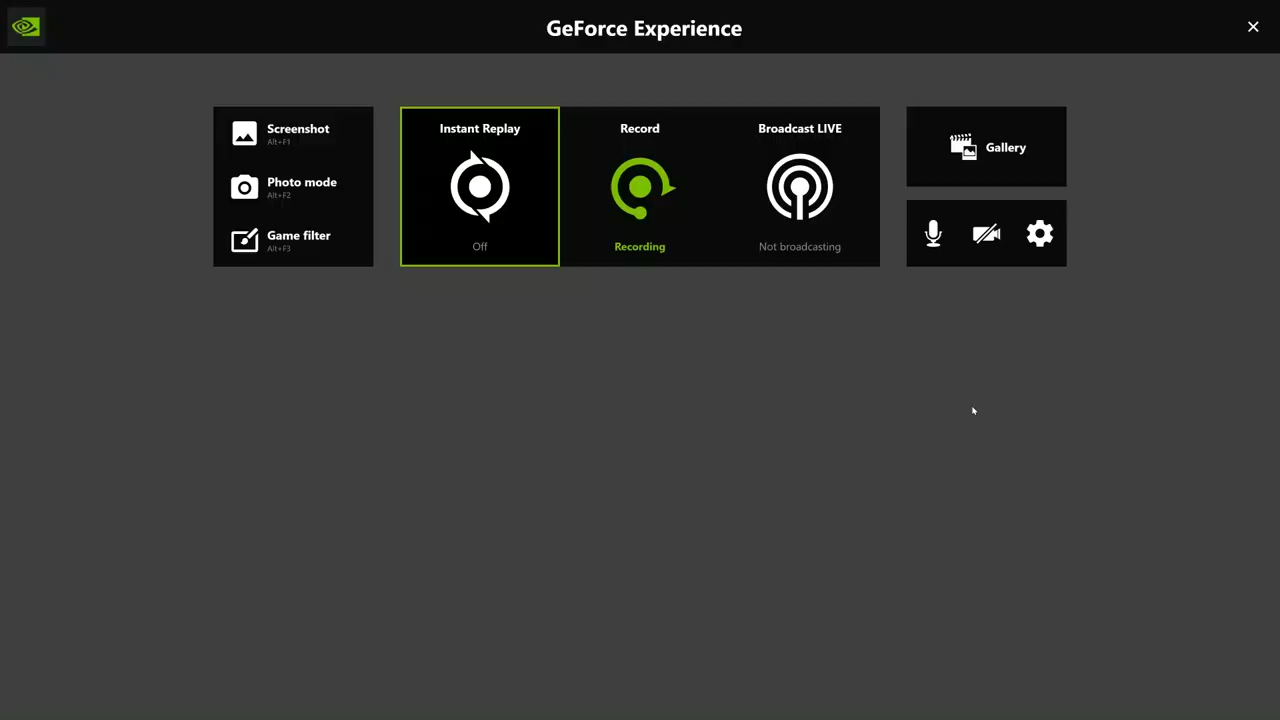 GeForce Experience
Screenshot
Alt+F1
Photo mode
Alt+F2
Game filter
Alt+F3
Instant Replay
Off
Record
Recording
Broadcast LIVE
Not broadcasting
Gallery